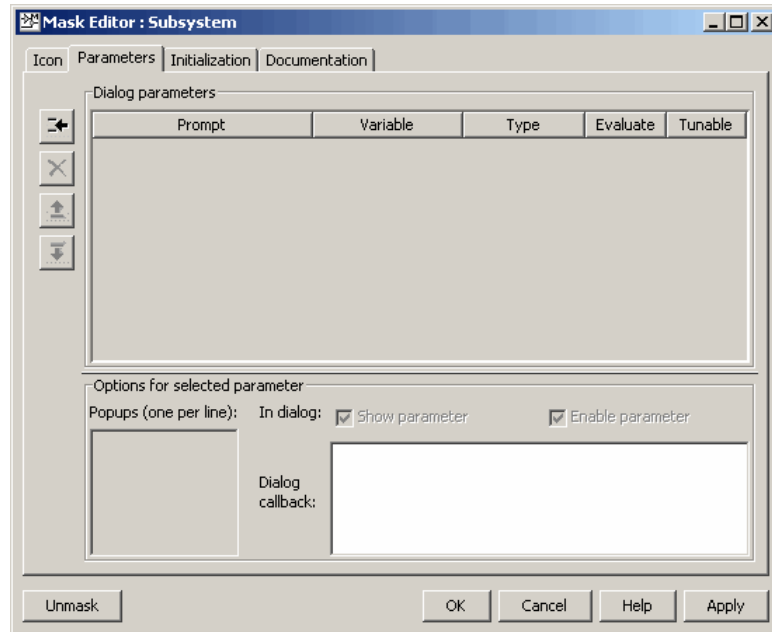 Mask Editor : Subsystem
Icon Parameters Initialization Documentation
Dialog parameters
Prompt Variable Type Evaluate Tunable
Options for selected parameter
Popups (one per line): In dialog: Show parameter Enable parameter
Dialog
callback:
Unmask OK Cancel Help Apply